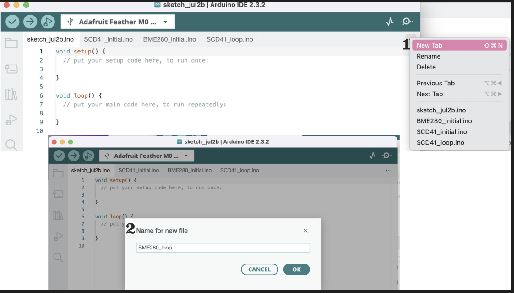 sketch_jul2b | Arduino IDE 2.3.2
Adafruit Feather M0 ...
sketch_jul2b.ino SCD41_initial.ino BME280_initial.ino SCD41_loop.ino
1 void setup() {
2 // put your setup code here, to run once:
3
4 }
5
6 void loop() {
7 // put your main code here, to run repeatedly:
8
9 }
10
1
New Tab ⇧⌘N
Rename
Delete
Previous Tab
Next Tab
sketch_jul2b.ino
BME280_initial.ino
SCD41_initial.ino
SCD41_loop.ino
sketch_jul2b | Arduino IDE 2.3.2
Adafruit Feather M0 ...
sketch_jul2b.ino SCD41_initial.ino BME280_initial.ino SCD41_loop.ino
1 void setup() {
2 // put your setup code here, to run once:
3
4 }
5
6 void loop() {
7 // put y
8
9 }
10
2 Name for new file
BME280_loop
CANCEL OK